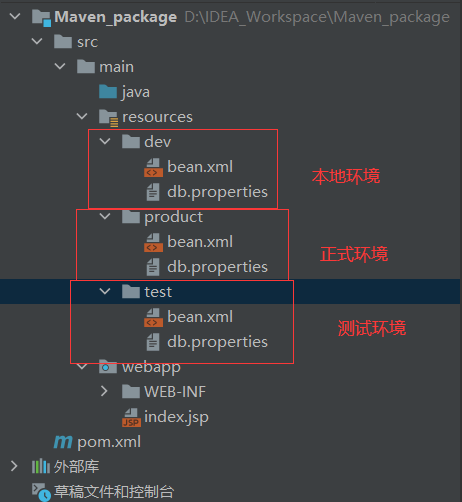 Maven_package D:\IDEA_Workspace\Maven_package
src
main
java
resources
dev
bean.xml
本地环境
db.properties
product
bean.xml
正式环境
db.properties
test
bean.xml
测试环境
db.properties
webapp
WEB-INF
index.jsp
pom.xml
外部库
草稿文件和控制台